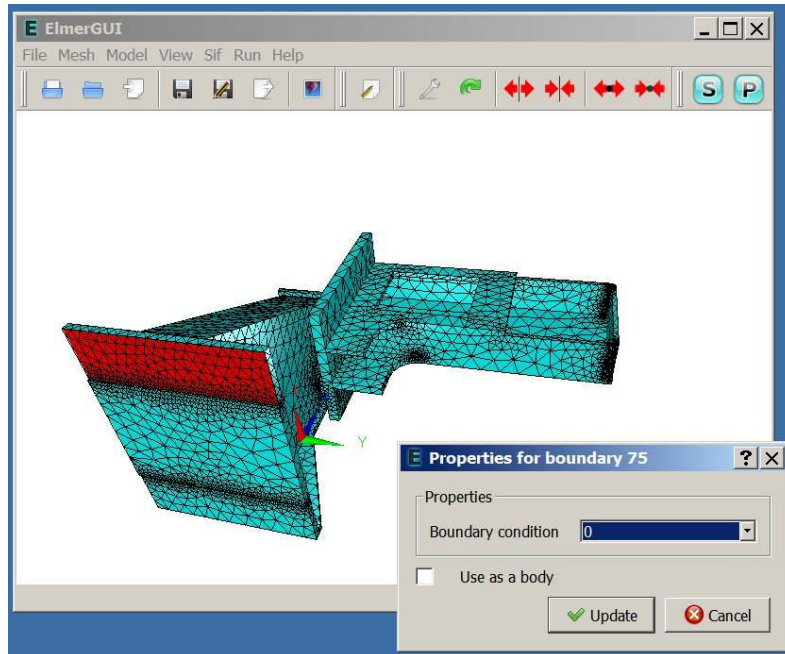 ElmerGUI
File Mesh Model View Sif Run Help
S P
Y
Properties for boundary 75
Properties
Boundary condition 0
Use as a body
Update Cancel